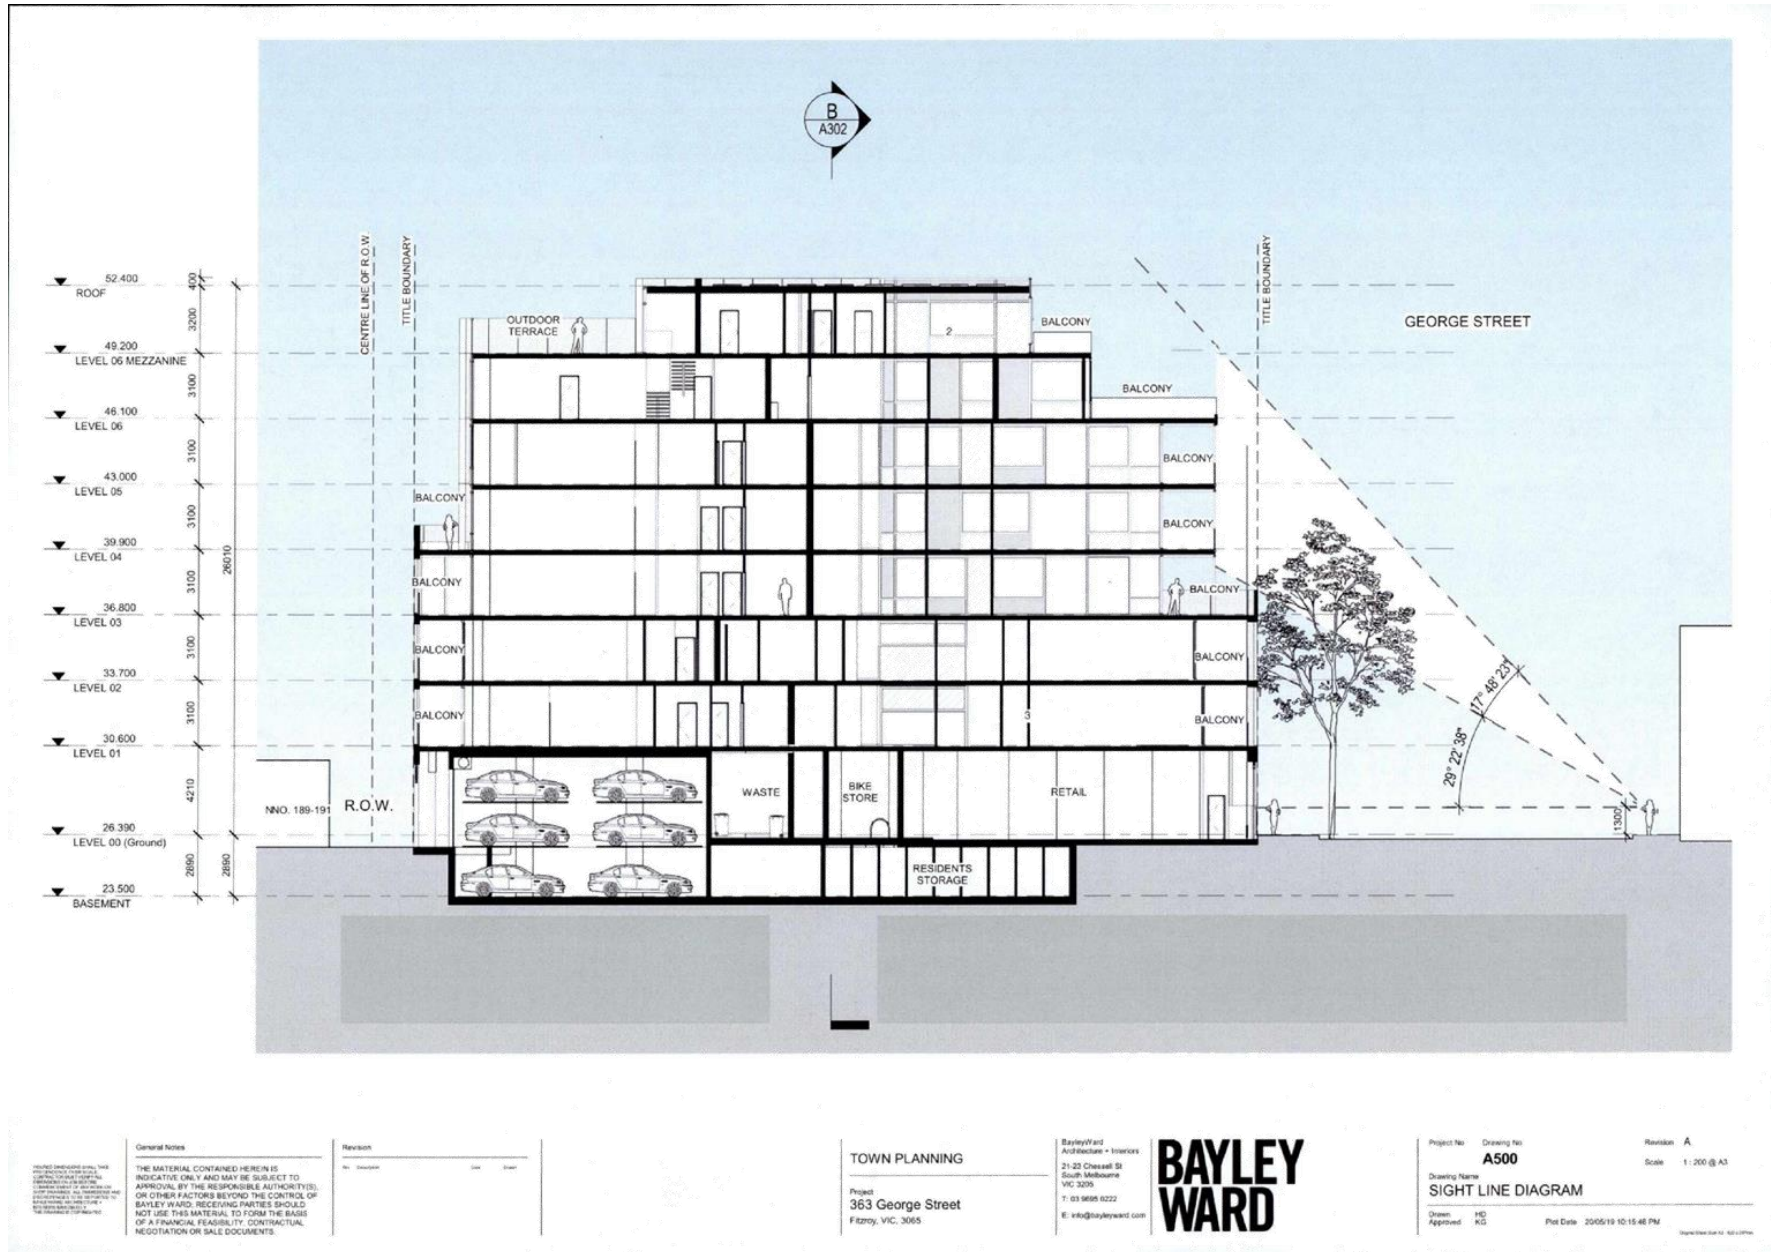 B
A302
CENTRE LINE OF R.O.W.
TITLE BOUNDARY
TITLE BOUNDARY
GEORGE STREET
52.400
ROOF
49.200
LEVEL 06 MEZZANINE
46.100
LEVEL 06
43.000
LEVEL 05
39.900
LEVEL 04
36.800
LEVEL 03
33.700
LEVEL 02
30.600
LEVEL 01
26.390
LEVEL 00 (Ground)
23.500
BASEMENT
400
3200
3100
3100
3100
3100
3100
3100
4210
2890
26010
2890
OUTDOOR
TERRACE
2
BALCONY
BALCONY
BALCONY
BALCONY
BALCONY
BALCONY
BALCONY
BALCONY
BALCONY
BALCONY
BALCONY
3
WASTE
BIKE
STORE
RETAIL
RESIDENTS
STORAGE
NNO. 189-191
R.O.W.
17° 48' 23"
29° 22' 38"
1300
General Notes
THE MATERIAL CONTAINED HEREIN IS
INDICATIVE ONLY AND MAY BE SUBJECT TO
APPROVAL BY THE RESPONSIBLE AUTHORITY(S),
OR OTHER FACTORS BEYOND THE CONTROL OF
BAYLEY WARD; RECEIVING PARTIES SHOULD
NOT USE THIS MATERIAL TO FORM THE BASIS
OF A FINANCIAL FEASIBILITY, CONTRACTUAL
NEGOTIATION OR SALE DOCUMENTS.
Revision
TOWN PLANNING
Project
363 George Street
Fitzroy, VIC, 3065
BayleyWard
Architecture + Interiors
21-23 Chessell St
South Melbourne
VIC 3205
T: 03 9695 0222
E: info@bayleyward.com
BAYLEY
WARD
Project No
Drawing No
A500
Revision A
Scale 1 : 200 @ A3
Drawing Name
SIGHT LINE DIAGRAM
Drawn HD
Approved KG
Plot Date 20/05/19 10:15:46 PM